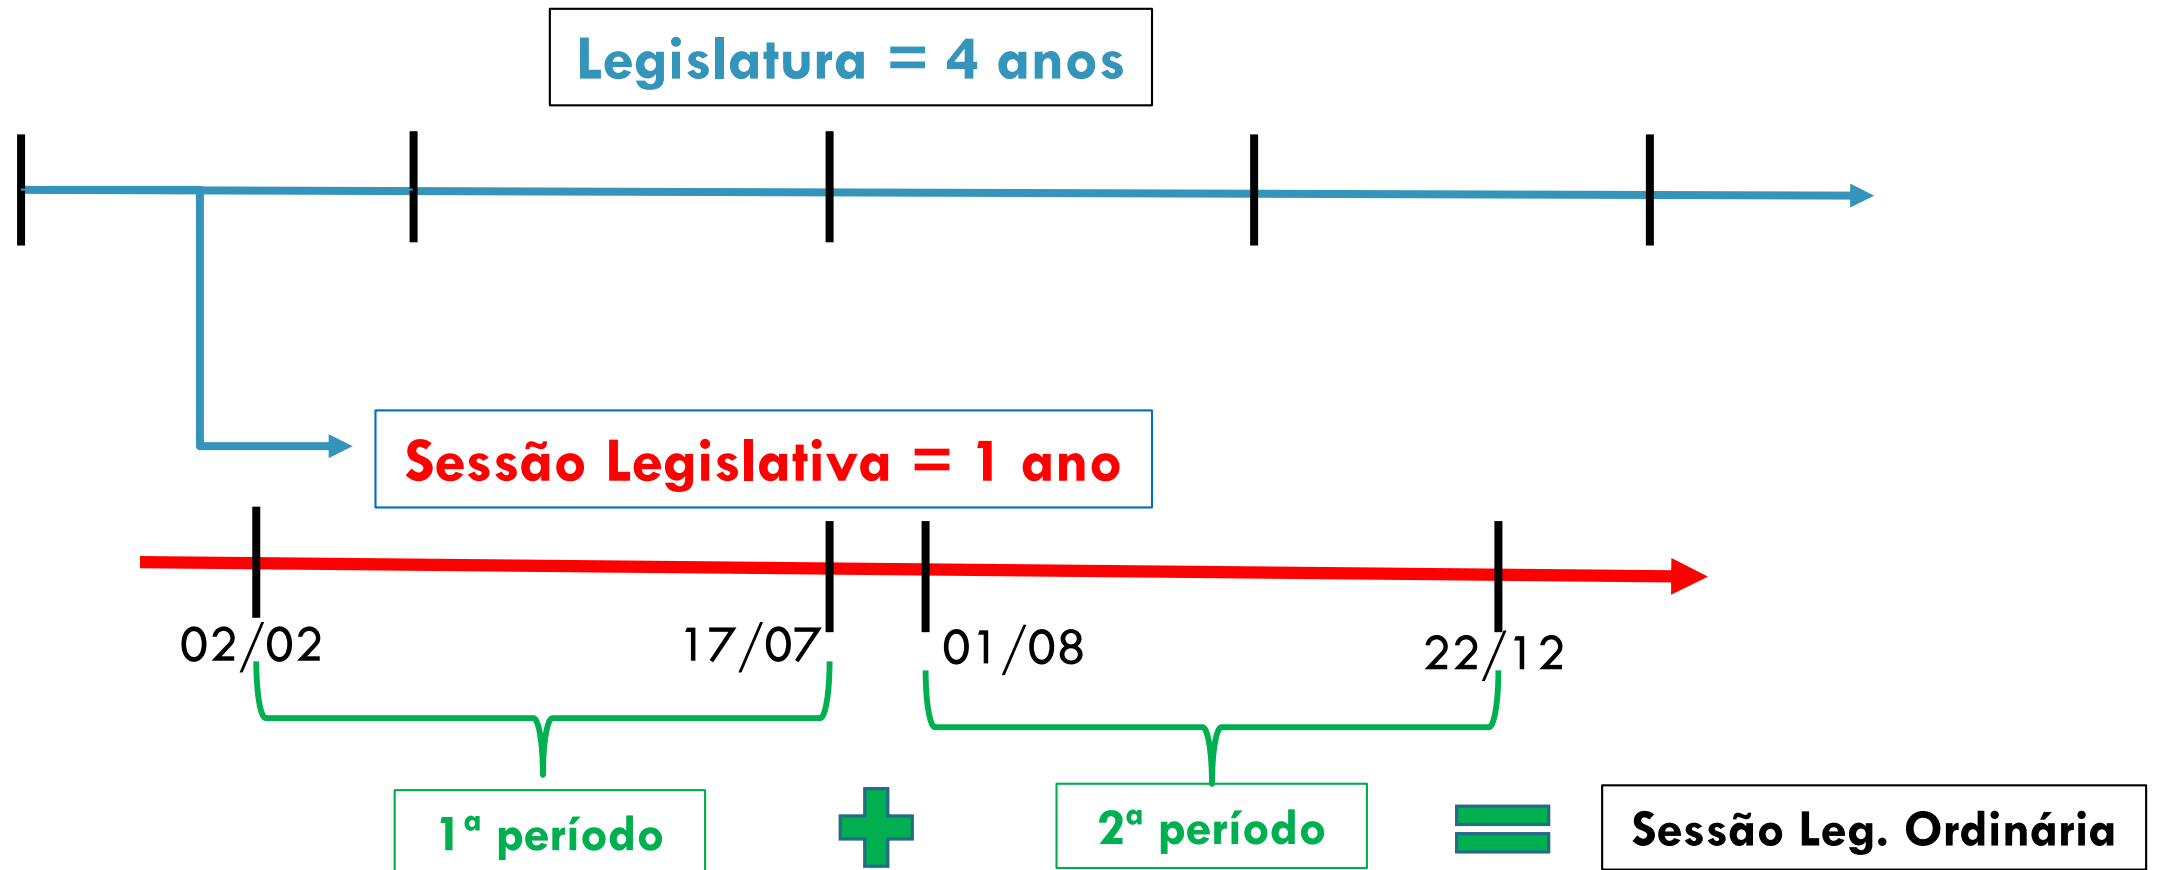 Legislatura = 4 anos
Sessão Legislativa = 1 ano
02/02
17/07
01/08
22/12
1ª período
2ª período
Sessão Leg. Ordinária